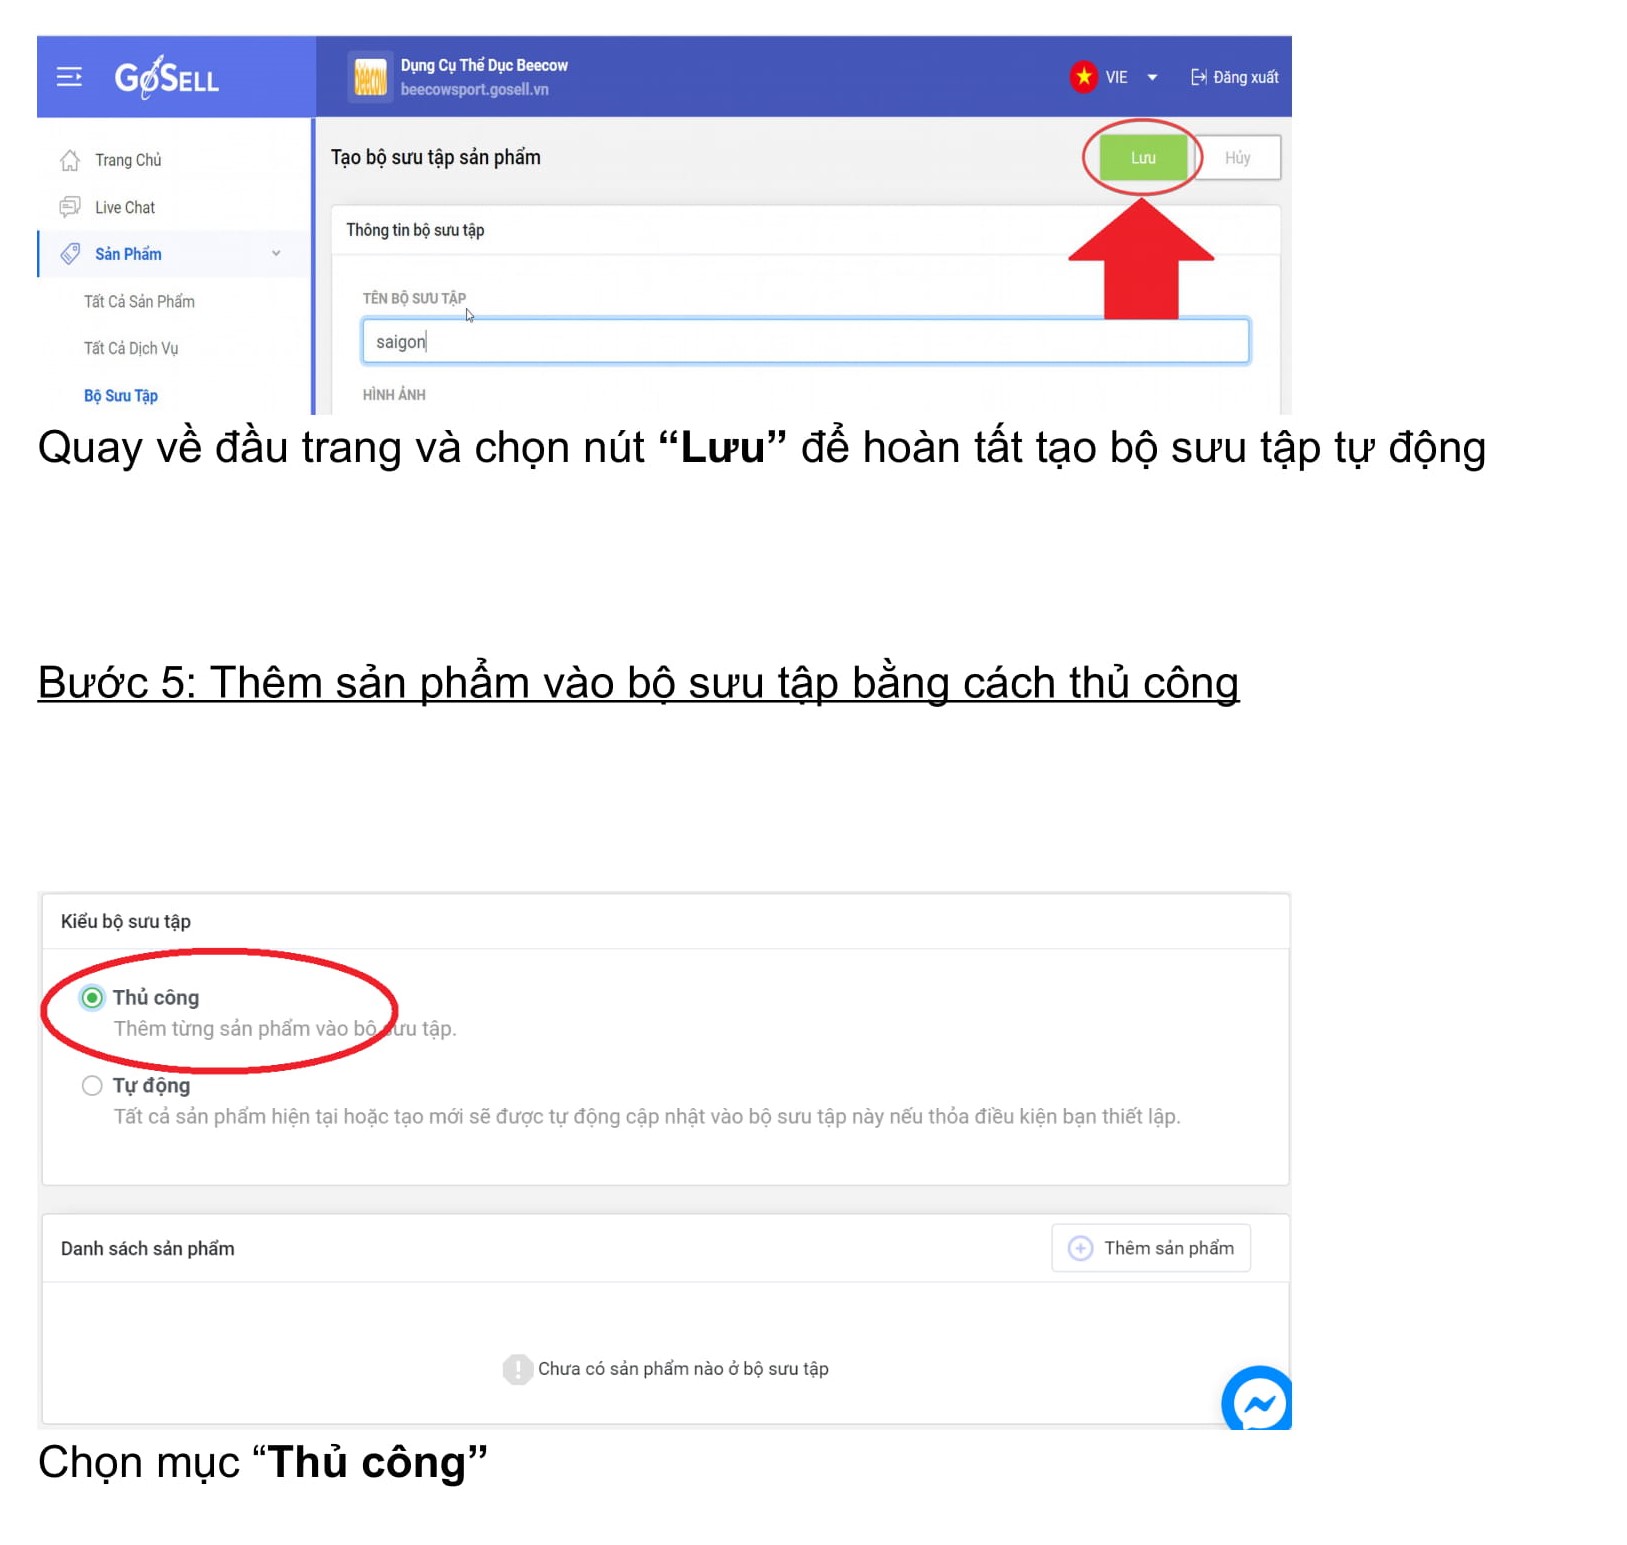 GoSELL
Dụng Cụ Thể Dục Beecow
beecowsport.gosell.vn
VIE
Đăng xuất
Trang Chủ
Live Chat
Sản Phẩm
Tất Cả Sản Phẩm
Tất Cả Dịch Vụ
Bộ Sưu Tập
Tạo bộ sưu tập sản phẩm
Lưu
Hủy
Thông tin bộ sưu tập
TÊN BỘ SƯU TẬP
saigon
HÌNH ẢNH
Quay về đầu trang và chọn nút “Lưu” để hoàn tất tạo bộ sưu tập tự động
Bước 5: Thêm sản phẩm vào bộ sưu tập bằng cách thủ công
Kiểu bộ sưu tập
Thủ công
Thêm từng sản phẩm vào bộ sưu tập.
Tự động
Tất cả sản phẩm hiện tại hoặc tạo mới sẽ được tự động cập nhật vào bộ sưu tập này nếu thỏa điều kiện bạn thiết lập.
Danh sách sản phẩm
Thêm sản phẩm
Chưa có sản phẩm nào ở bộ sưu tập
Chọn mục “Thủ công”